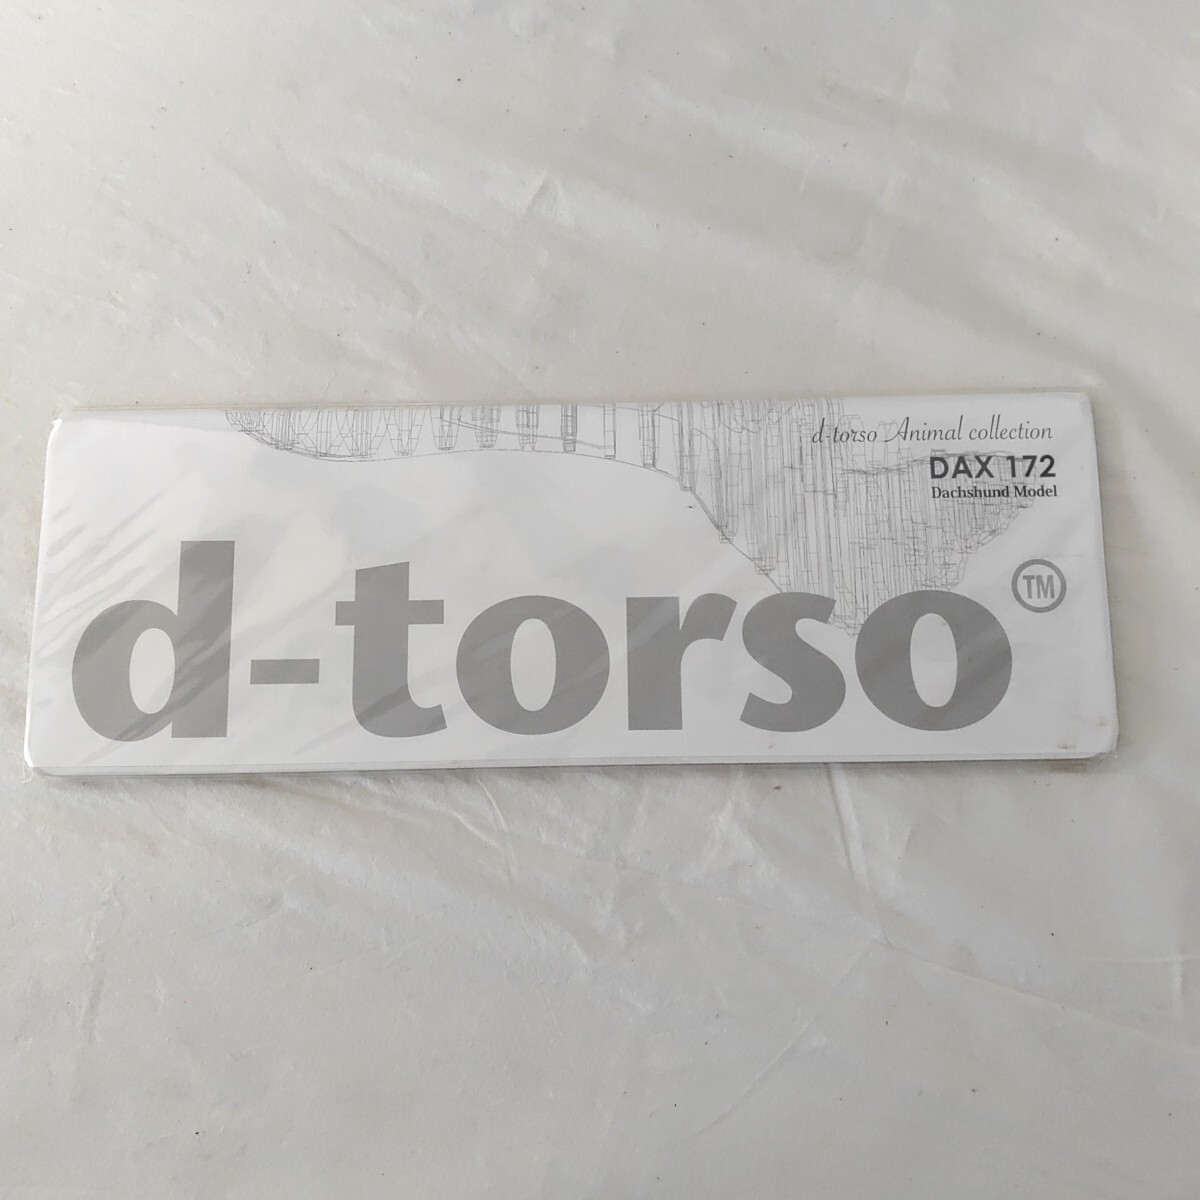 d-torso Animal collection
DAX 172
Dachshund Model
d-torso TM